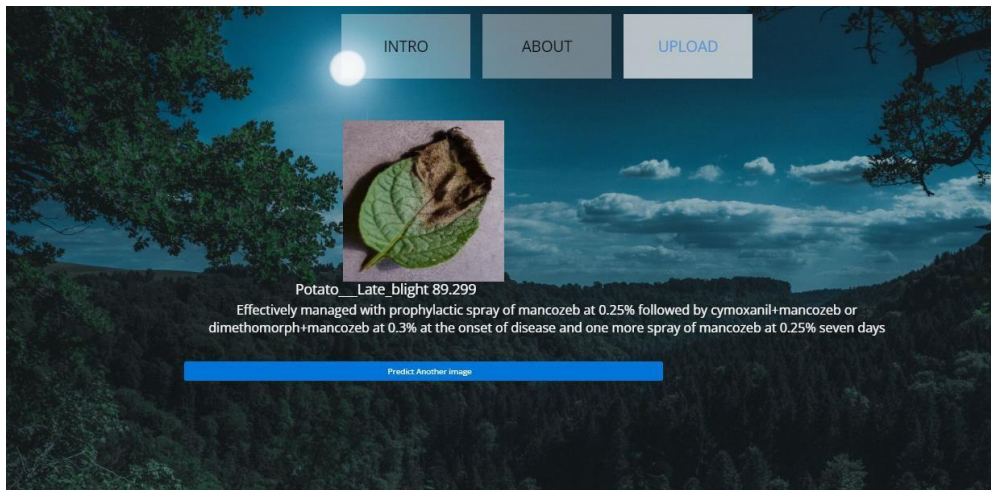 INTRO ABOUT UPLOAD
Potato___Late_blight 89.299
Effectively managed with prophylactic spray of mancozeb at 0.25% followed by cymoxanil+mancozeb or
dimethomorph+mancozeb at 0.3% at the onset of disease and one more spray of mancozeb at 0.25% seven days
Predict Another image